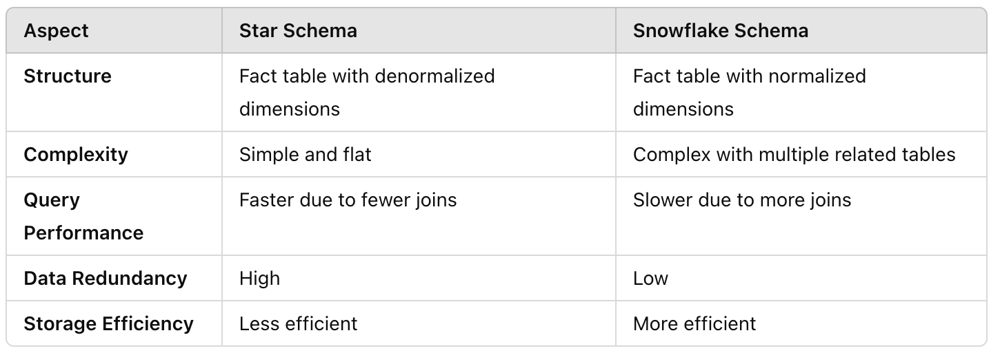 Aspect
Star Schema
Snowflake Schema
Structure
Fact table with denormalized
dimensions
Fact table with normalized
dimensions
Complexity
Simple and flat
Complex with multiple related tables
Query
Performance
Faster due to fewer joins
Slower due to more joins
Data Redundancy
High
Low
Storage Efficiency
Less efficient
More efficient